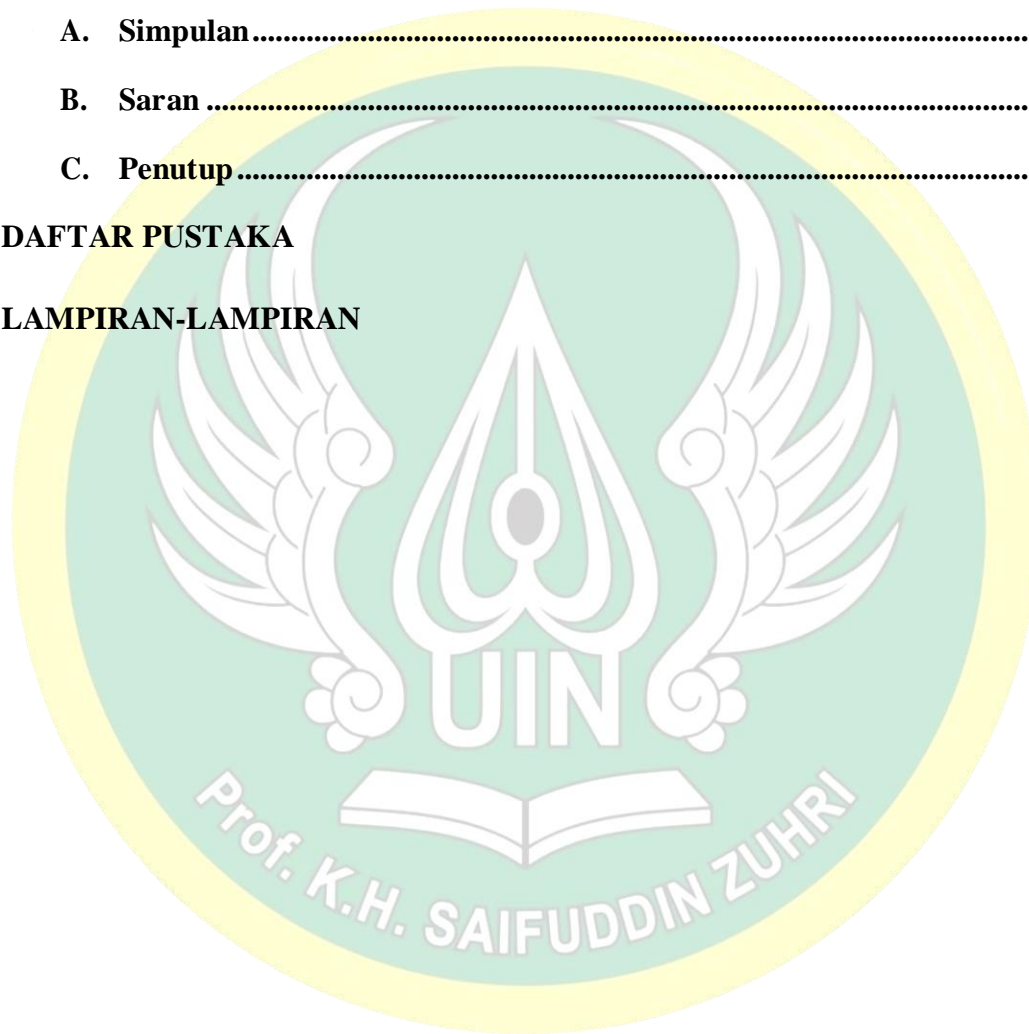 A. Simpulan..........................................................................................................
B. Saran ................................................................................................................
C. Penutup............................................................................................................
DAFTAR PUSTAKA
LAMPIRAN-LAMPIRAN
UIN
Prof. K.H. SAIFUDDIN ZUHRI